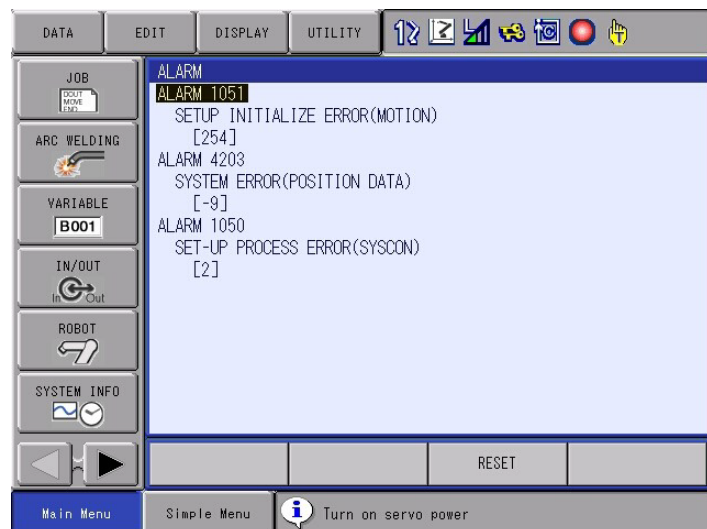 DATA
EDIT
DISPLAY
UTILITY
JOB
DOUT
MOVE
END
ARC WELDING
VARIABLE
B001
IN/OUT
In
Out
ROBOT
SYSTEM INFO
ALARM
ALARM 1051
SETUP INITIALIZE ERROR(MOTION)
[254]
ALARM 4203
SYSTEM ERROR(POSITION DATA)
[-9]
ALARM 1050
SET-UP PROCESS ERROR(SYSCON)
[2]
RESET
Main Menu
Simple Menu
Turn on servo power